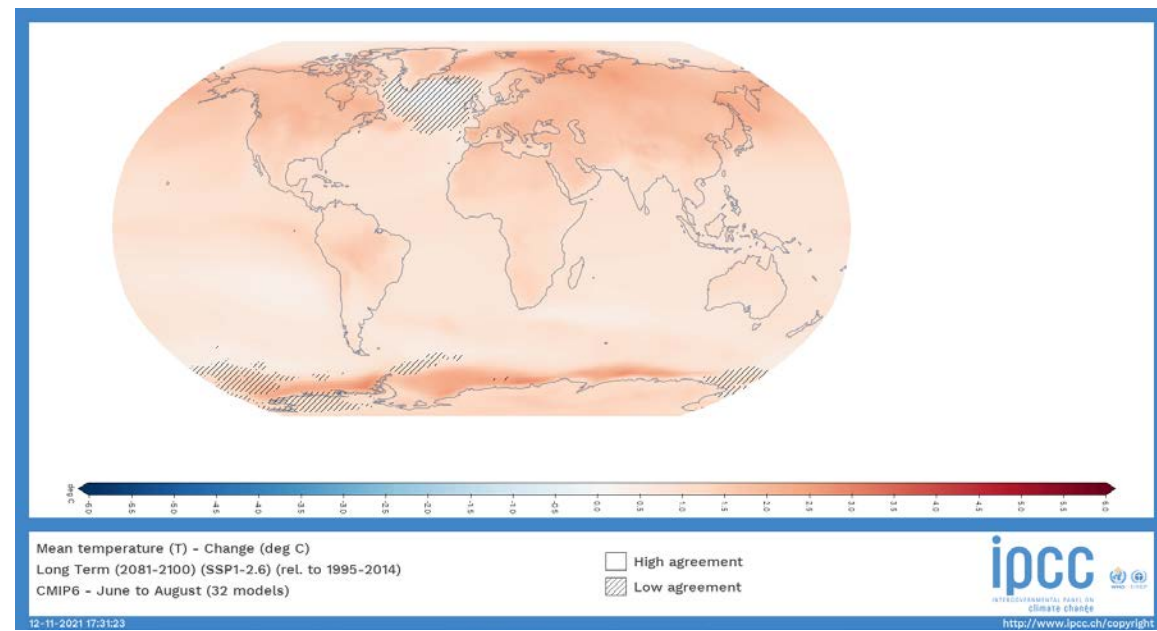 deg C
-6.0 -5.5 -5.0 -4.5 -4.0 -3.5 -3.0 -2.5 -2.0 -1.5 -1.0 -0.5 0.0 0.5 1.0 1.5 2.0 2.5 3.0 3.5 4.0 4.5 5.0 5.5 6.0
Mean temperature (T) - Change (deg C)
Long Term (2081-2100) (SSP1-2.6) (rel. to 1995-2014)
CMIP6 - June to August (32 models)
High agreement
Low agreement
ipcc
INTERGOVERNMENTAL PANEL ON
climate change
WMO
UNEP
12-11-2021 17:31:23
http://www.ipcc.ch/copyright